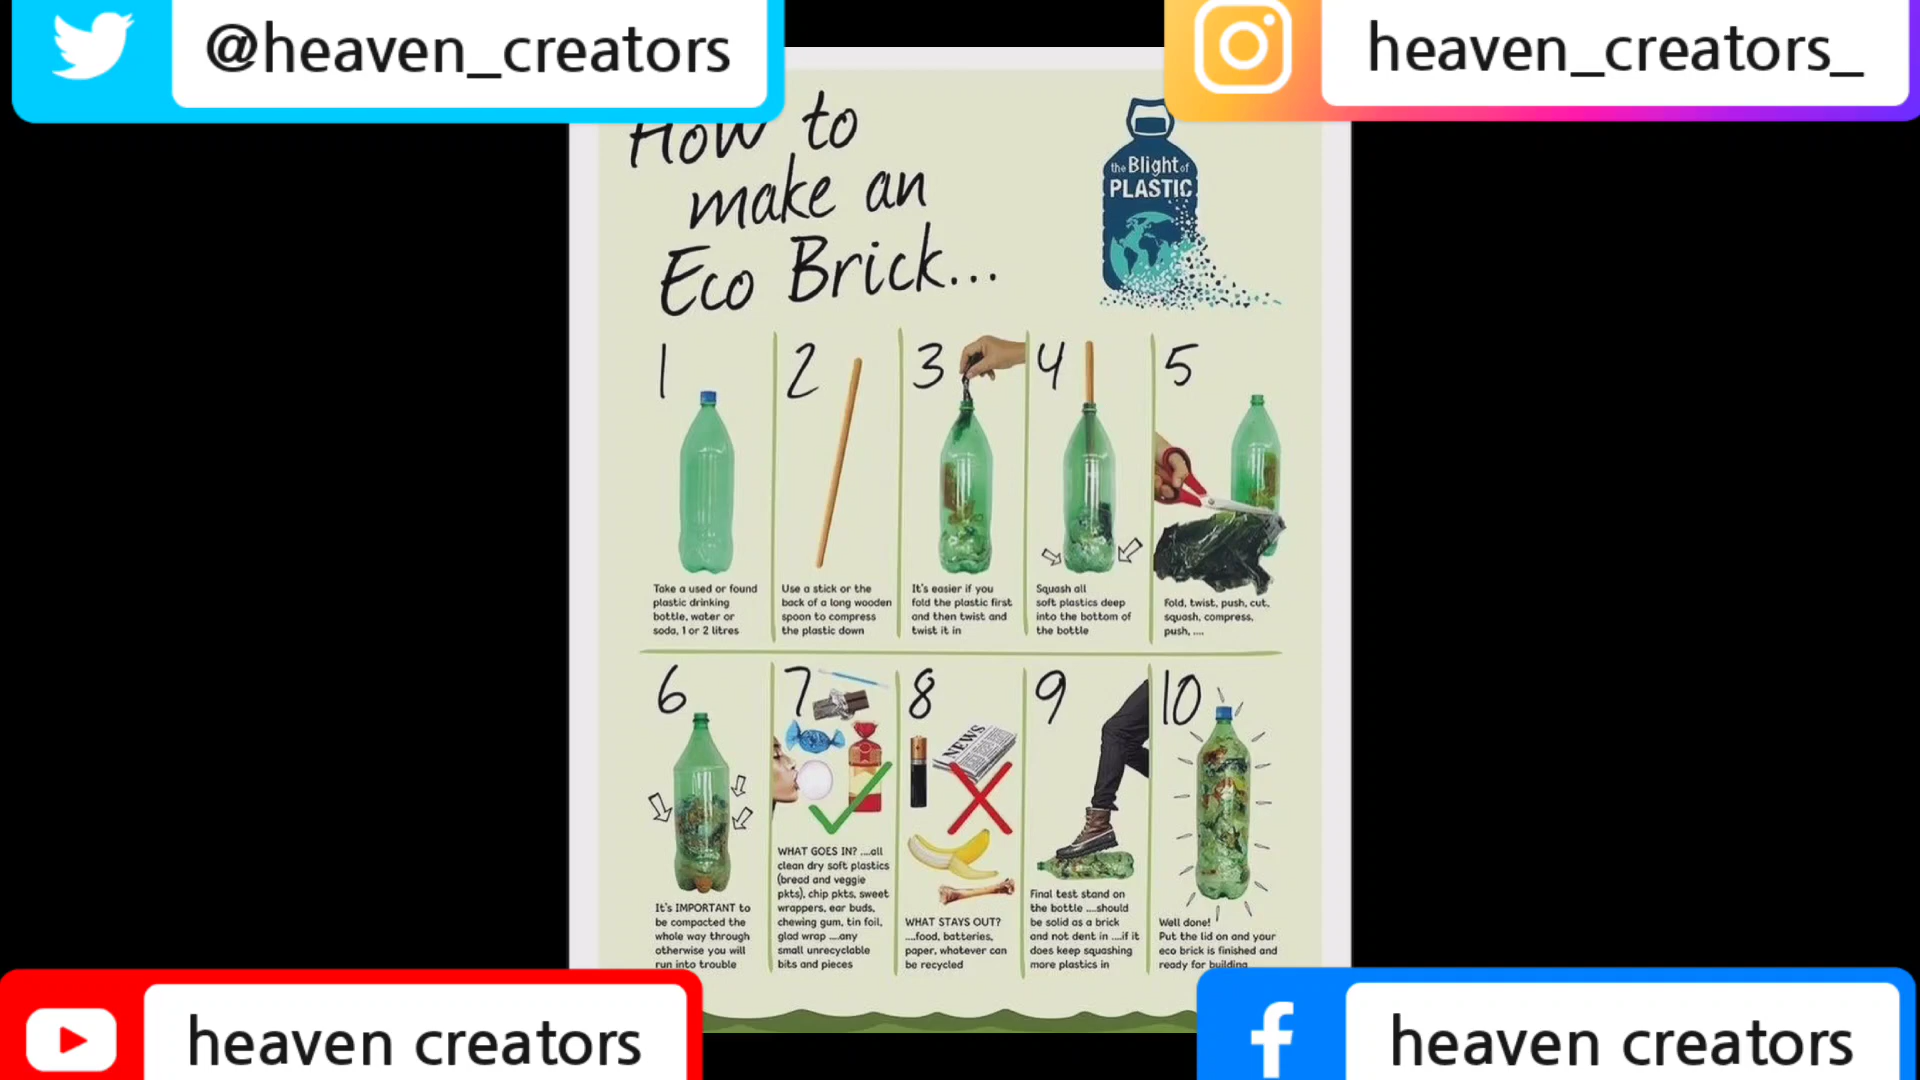 @heaven_creators
heaven_creators_
How to
make an
Eco Brick...
the Blight of
PLASTIC
1
2
3
4
5
Take a used or found
plastic drinking
bottle, water or
soda, 1 or 2 litres
Use a stick or the
back of a long wooden
spoon to compress
the plastic down
It's easier if you
fold the plastic first
and then twist and
twist it in
Squash all
soft plastics deep
into the bottom of
the bottle
Fold, twist, push, cut,
squash, compress,
push, ....
6
7
8
9
10
NEWS
It's IMPORTANT to
be compacted the
whole way through
otherwise you will
run into trouble
WHAT GOES IN? ....all
clean dry soft plastics
(bread and veggie
pkts), chip pkts, sweet
wrappers, ear buds,
chewing gum, tin foil,
glad wrap ....any
small unrecyclable
bits and pieces
WHAT STAYS OUT?
....food, batteries,
paper, whatever can
be recycled
Final test stand on
the bottle ....should
be solid as a brick
and not dent in ....if it
does keep squashing
more plastics in
Well done!
Put the lid on and your
eco brick is finished and
ready for building
heaven creators
heaven creators